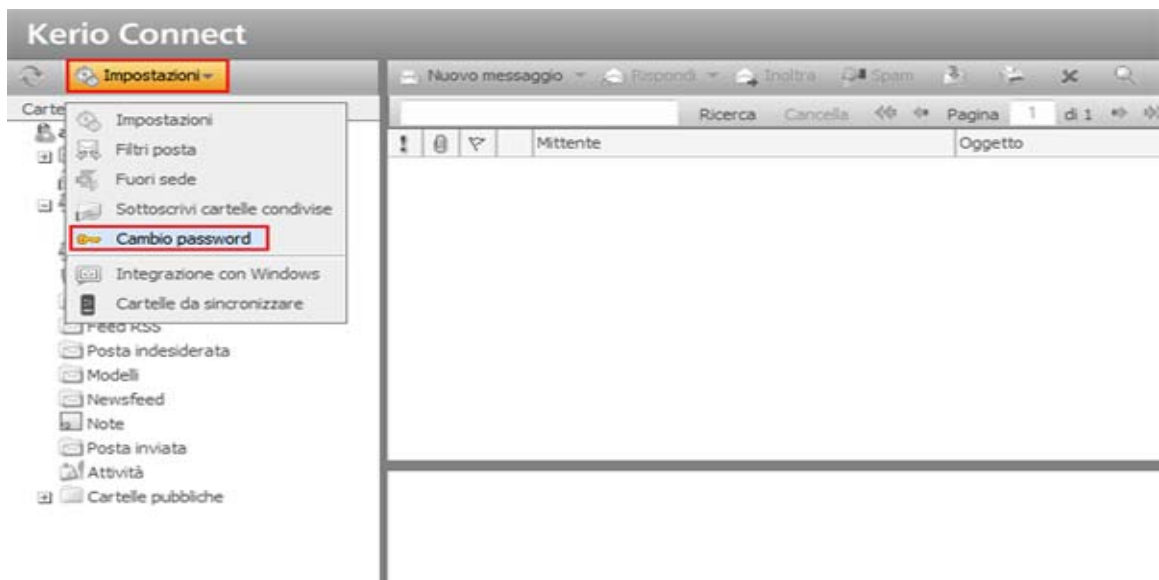 Kerio Connect
Impostazioni
Nuovo messaggio Rispondi Inoltra Spam
Ricerca Cancella Pagina 1 di 1
Carte
Mittente Oggetto
Impostazioni
Filtri posta
Fuori sede
Sottoscrivi cartelle condivise
Cambio password
Integrazione con Windows
Cartelle da sincronizzare
Feed RSS
Posta indesiderata
Modelli
Newsfeed
Note
Posta inviata
Attività
Cartelle pubbliche